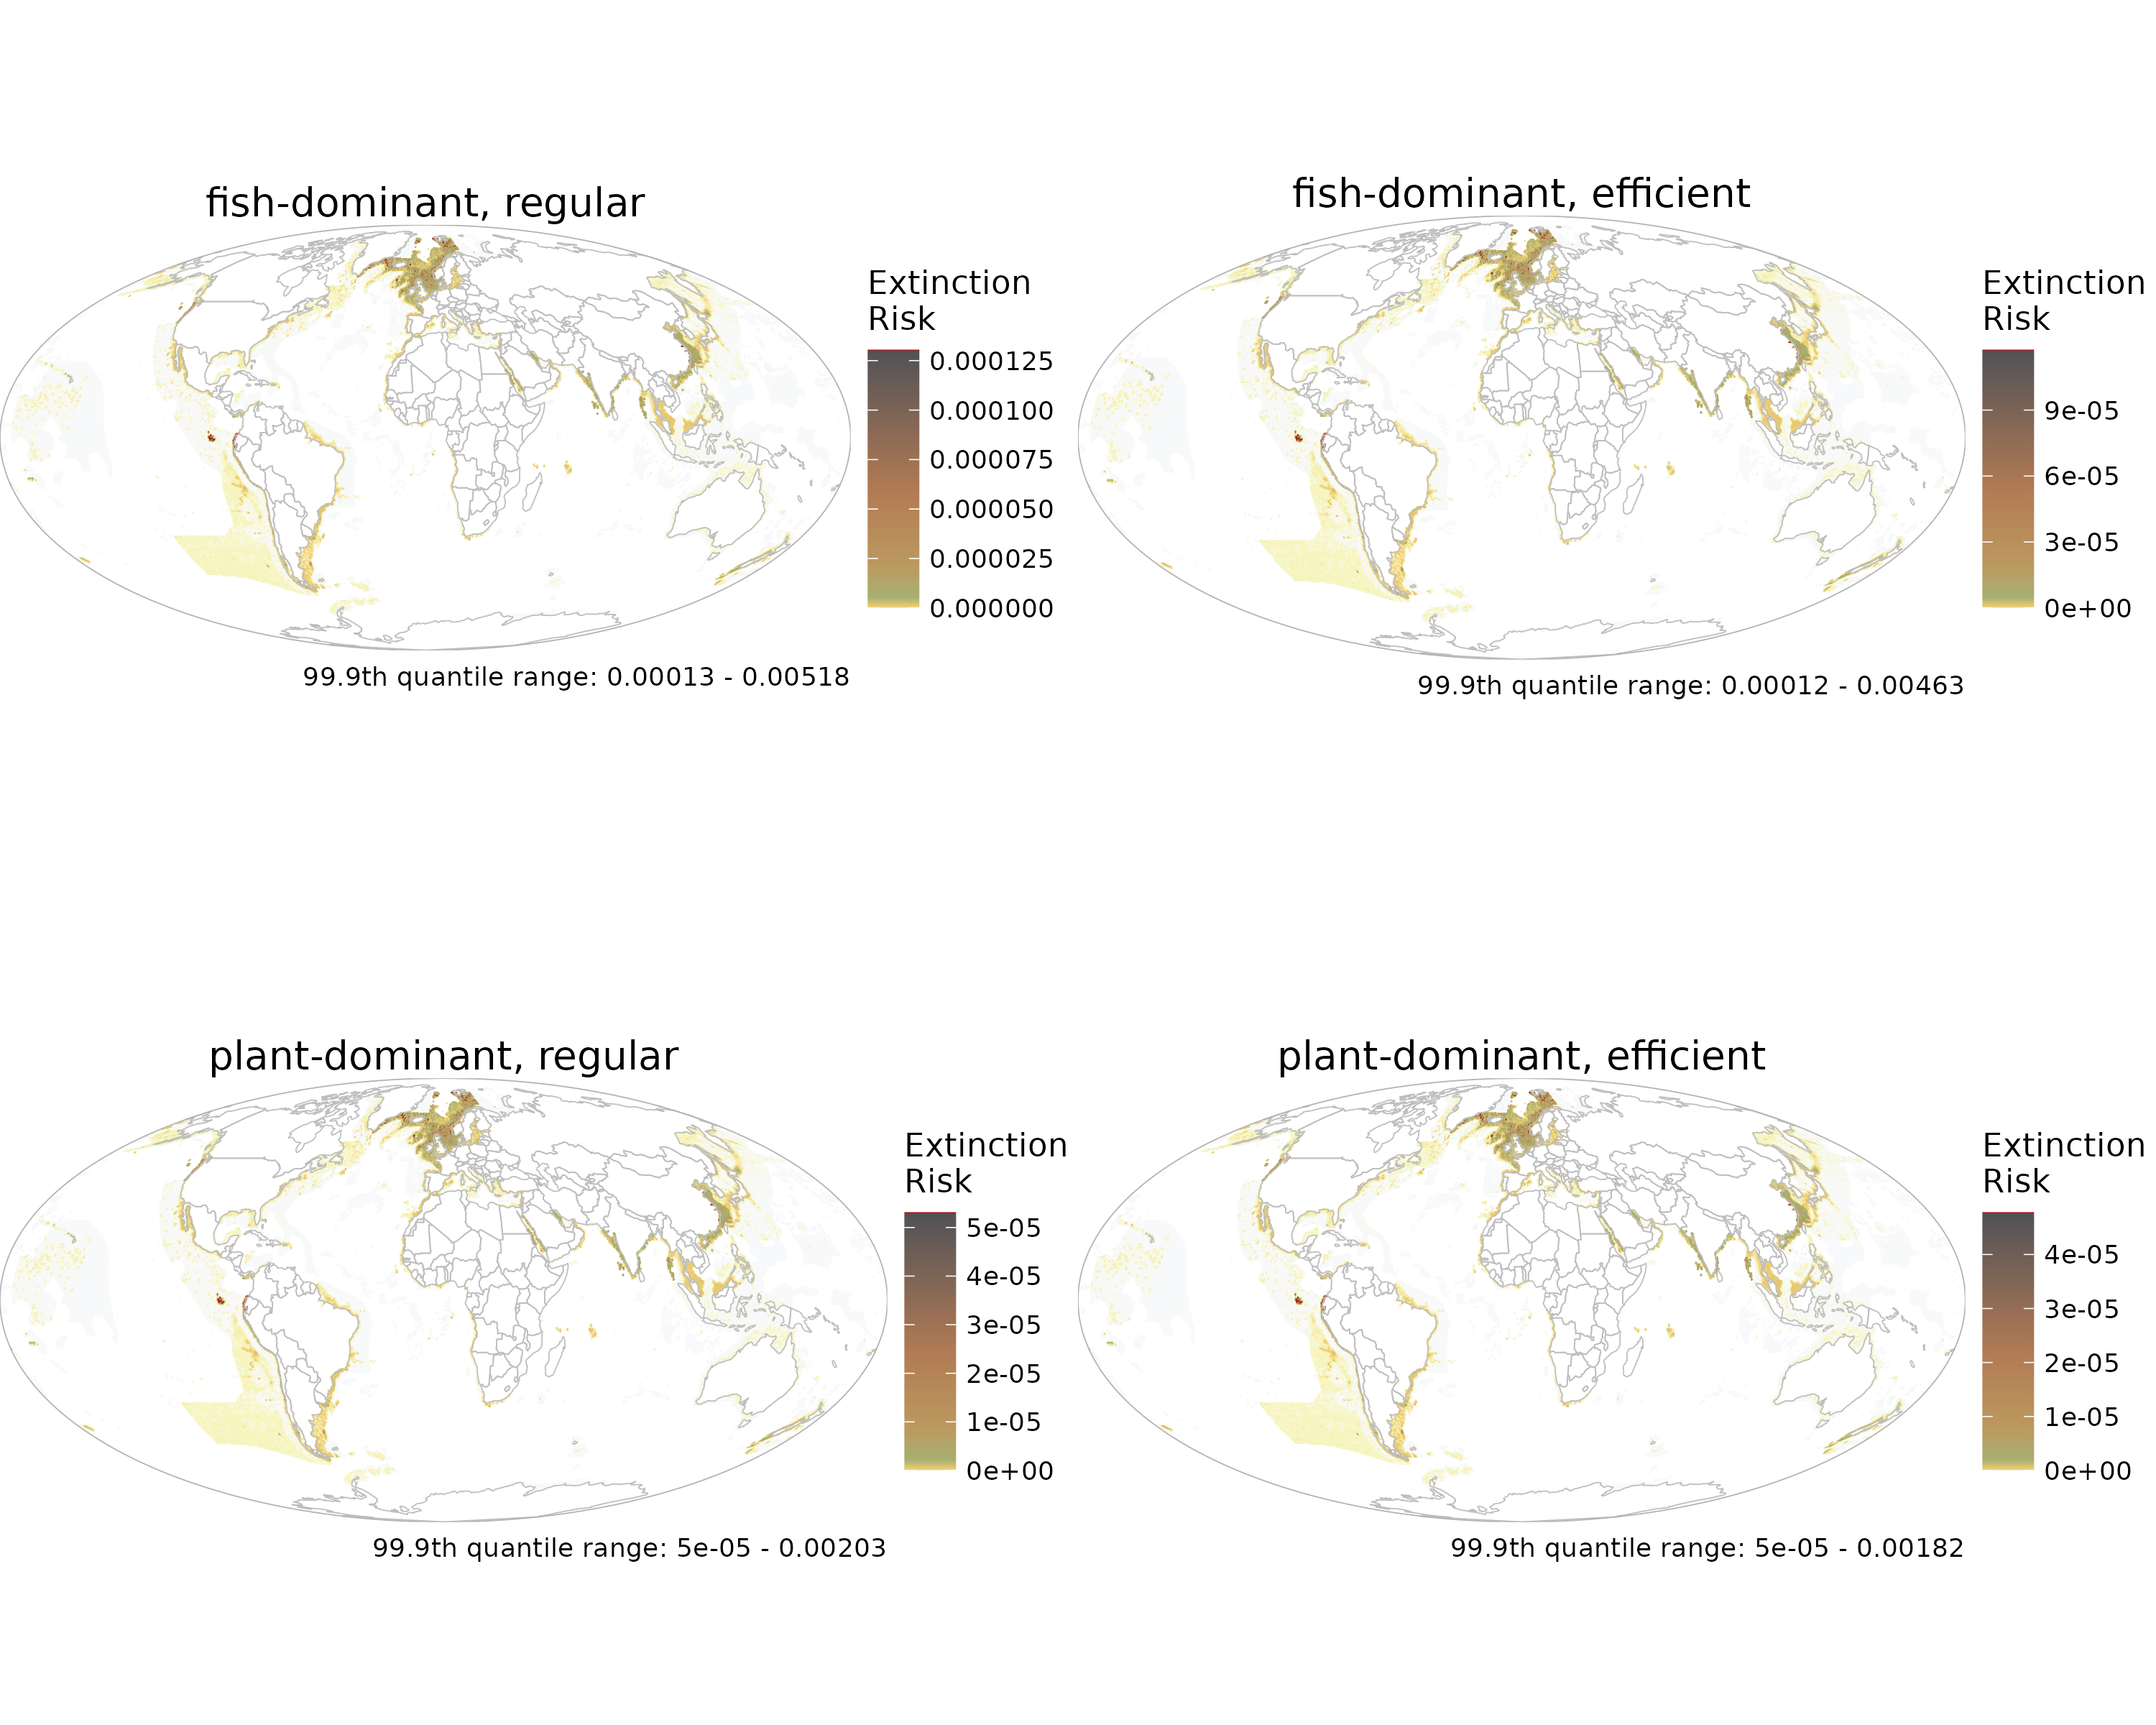 fish-dominant, regular
Extinction
Risk
0.000125
0.000100
0.000075
0.000050
0.000025
0.000000
99.9th quantile range: 0.00013 - 0.00518
fish-dominant, efficient
Extinction
Risk
9e-05
6e-05
3e-05
0e+00
99.9th quantile range: 0.00012 - 0.00463
plant-dominant, regular
Extinction
Risk
5e-05
4e-05
3e-05
2e-05
1e-05
0e+00
99.9th quantile range: 5e-05 - 0.00203
plant-dominant, efficient
Extinction
Risk
4e-05
3e-05
2e-05
1e-05
0e+00
99.9th quantile range: 5e-05 - 0.00182